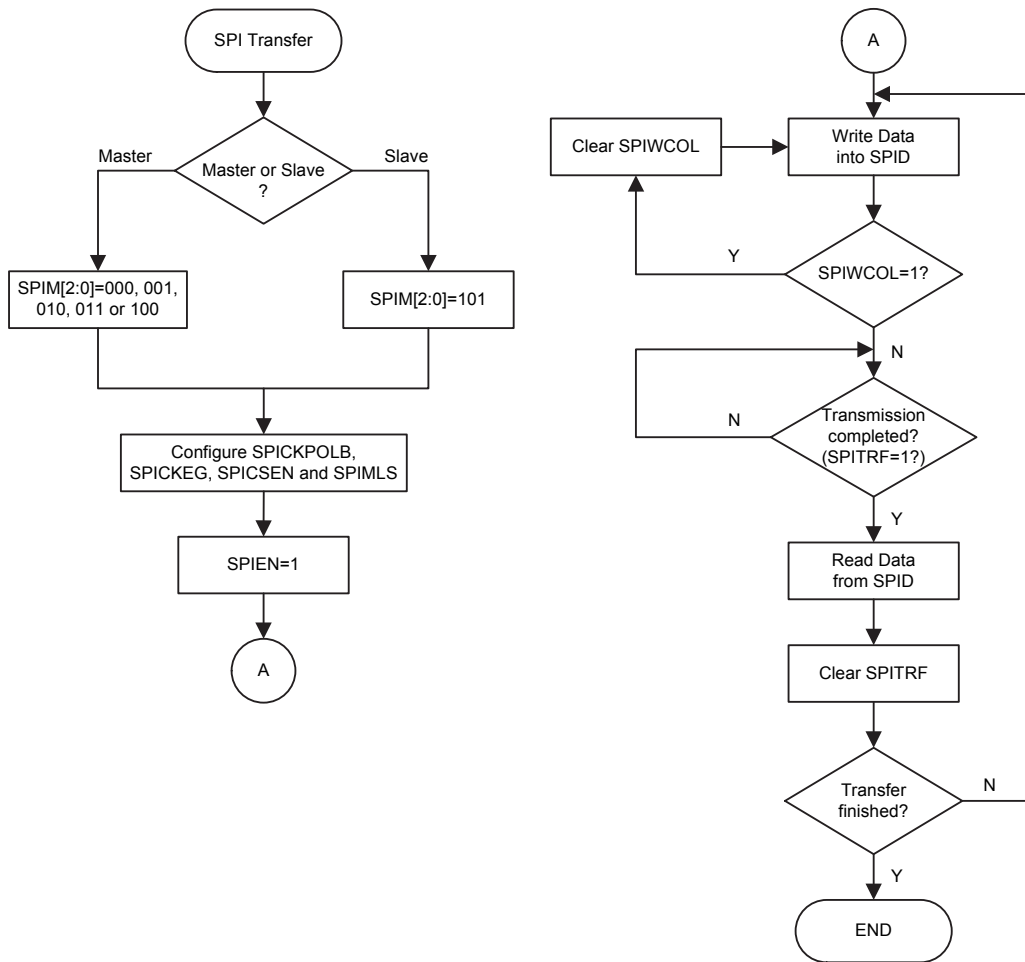 SPI Transfer
Master
Slave
Master or Slave
?
SPIM[2:0]=000, 001,
010, 011 or 100
SPIM[2:0]=101
Configure SPICKPOLB,
SPICKEG, SPICSEN and SPIMLS
SPIEN=1
A
A
Clear SPIWCOL
Write Data
into SPID
Y
SPIWCOL=1?
N
N
Transmission
completed?
(SPITRF=1?)
Y
Read Data
from SPID
Clear SPITRF
Transfer
finished?
N
Y
END